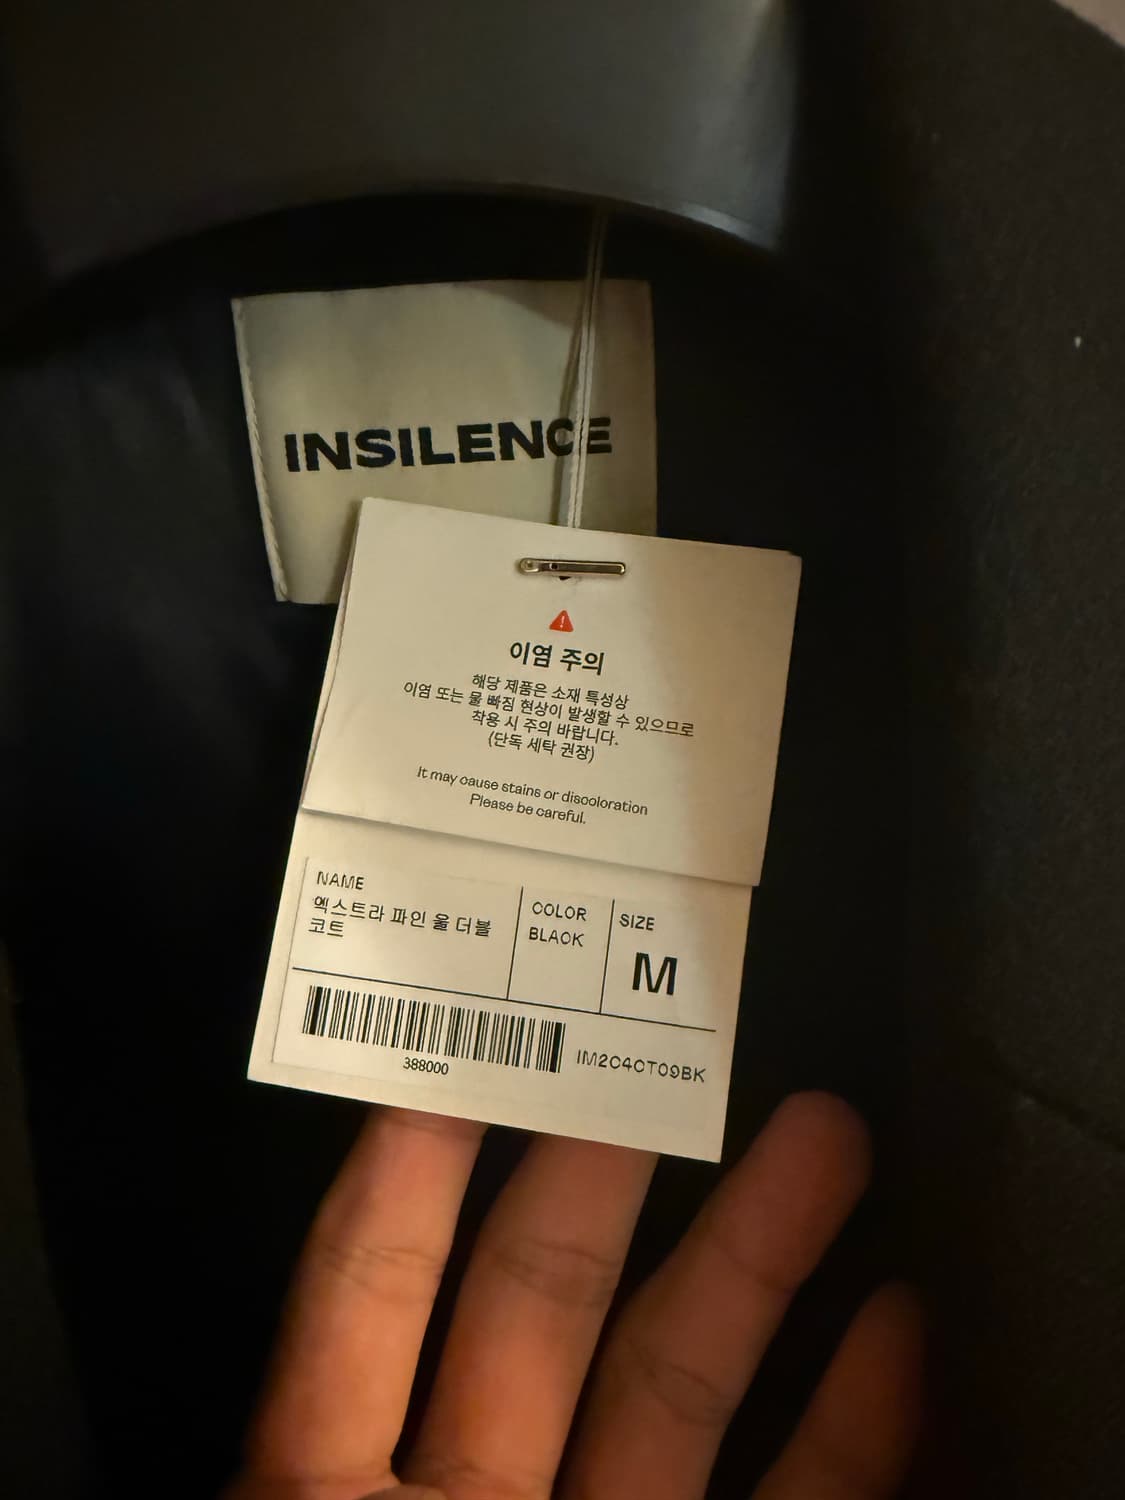 INSILENCE
이염 주의
해당 제품은 소재 특성상
이염 또는 물 빠짐 현상이 발생할 수 있으므로
착용 시 주의 바랍니다.
(단독 세탁 권장)
It may cause stains or discoloration
Please be careful.
NAME
엑스트라 파인 울 더블
코트
COLOR
BLACK
SIZE
M
388000
IM2C4CT09BK